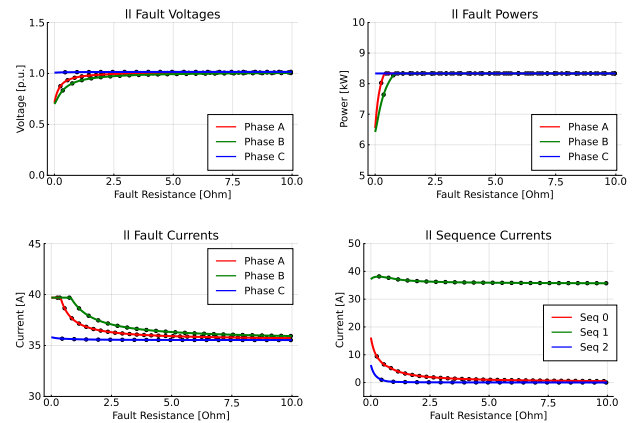 ll Fault Voltages
1.5
1.0
0.5
0.0
Voltage [p.u.]
Phase A
Phase B
Phase C
0.0 2.5 5.0 7.5 10.0
Fault Resistance [Ohm]
ll Fault Powers
10
9
8
7
6
5
Power [kW]
Phase A
Phase B
Phase C
0.0 2.5 5.0 7.5 10.0
Fault Resistance [Ohm]
ll Fault Currents
45
40
35
30
Current [A]
Phase A
Phase B
Phase C
0.0 2.5 5.0 7.5 10.0
Fault Resistance [Ohm]
ll Sequence Currents
50
40
30
20
10
0
Current [A]
Seq 0
Seq 1
Seq 2
0.0 2.5 5.0 7.5 10.0
Fault Resistance [Ohm]